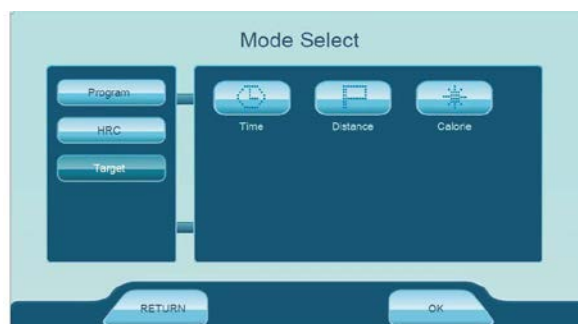 Mode Select
Program
HRC
Target
Time
Distance
Calorie
RETURN
OK